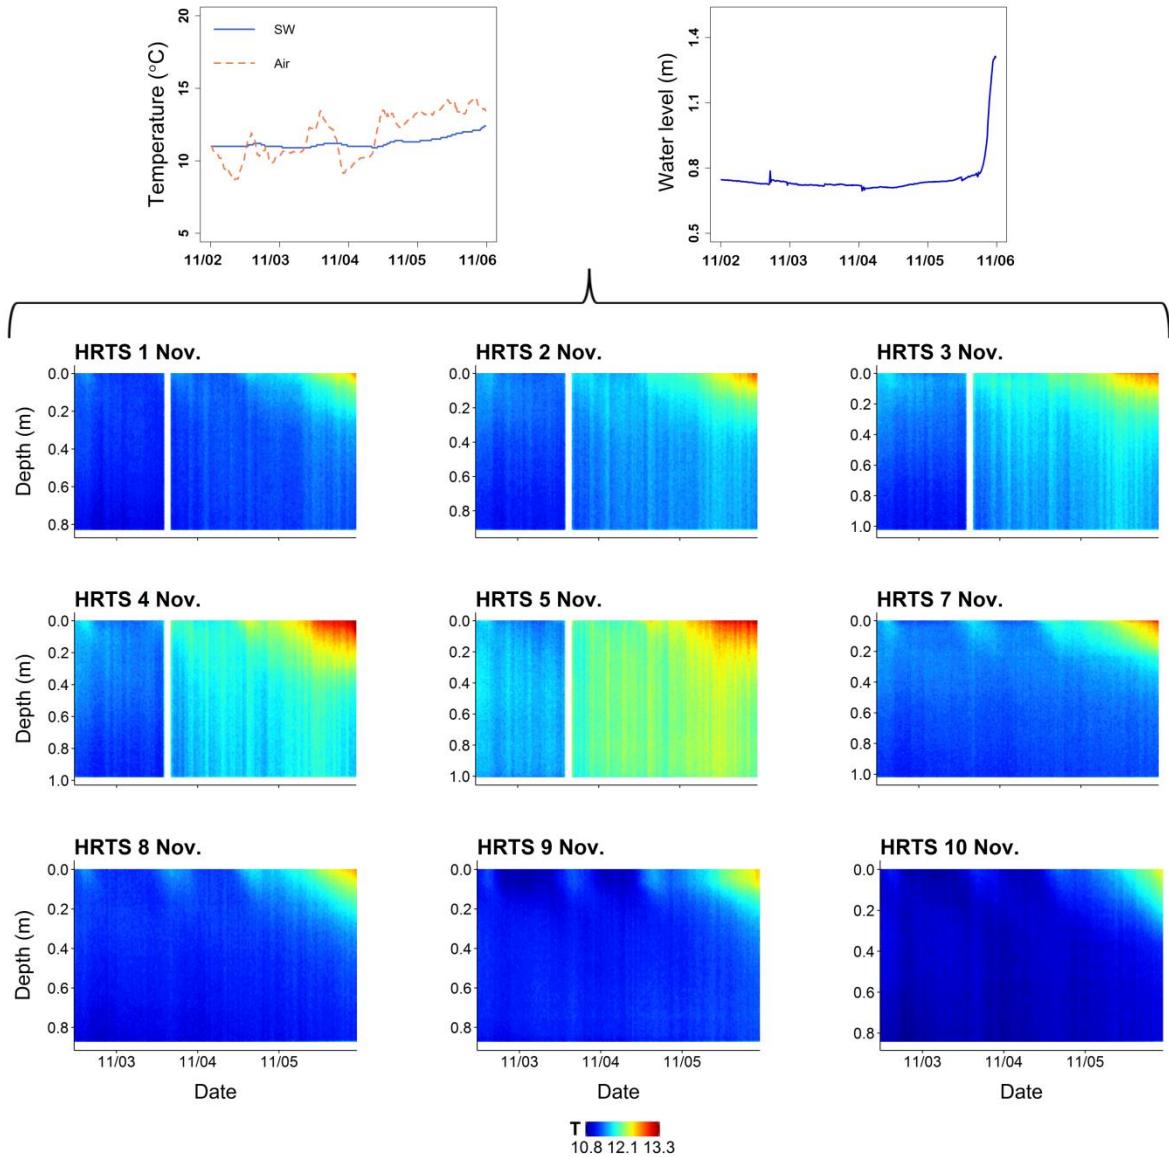 Temperature (°C)
20
15
10
5
SW
Air
11/02 11/03 11/04 11/05 11/06
Water level (m)
1.4
1.1
0.8
0.5
11/02 11/03 11/04 11/05 11/06
HRTS 1 Nov.
Depth (m)
0.0
0.2
0.4
0.6
0.8
HRTS 2 Nov.
0.0
0.2
0.4
0.6
0.8
HRTS 3 Nov.
0.0
0.2
0.4
0.6
0.8
1.0
HRTS 4 Nov.
Depth (m)
0.0
0.2
0.4
0.6
0.8
1.0
HRTS 5 Nov.
0.0
0.2
0.4
0.6
0.8
1.0
HRTS 7 Nov.
0.0
0.2
0.4
0.6
0.8
1.0
HRTS 8 Nov.
Depth (m)
0.0
0.2
0.4
0.6
0.8
11/03 11/04 11/05
Date
HRTS 9 Nov.
0.0
0.2
0.4
0.6
0.8
11/03 11/04 11/05
Date
HRTS 10 Nov.
0.0
0.2
0.4
0.6
0.8
11/03 11/04 11/05
Date
T
10.8 12.1 13.3